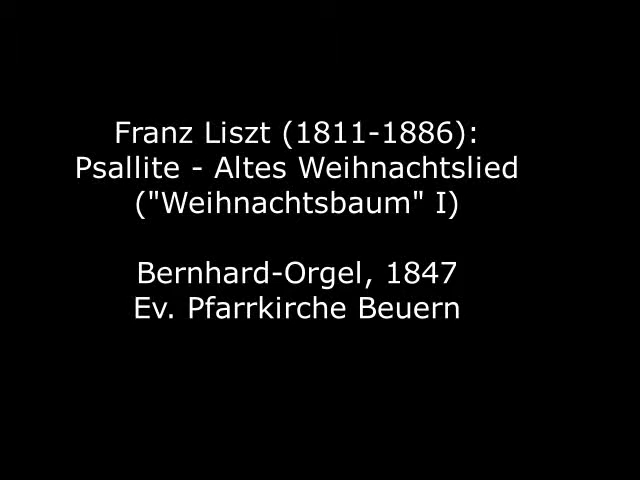 Franz Liszt (1811-1886):
Psallite - Altes Weihnachtslied
("Weihnachtsbaum" I)
Bernhard-Orgel, 1847
Ev. Pfarrkirche Beuern